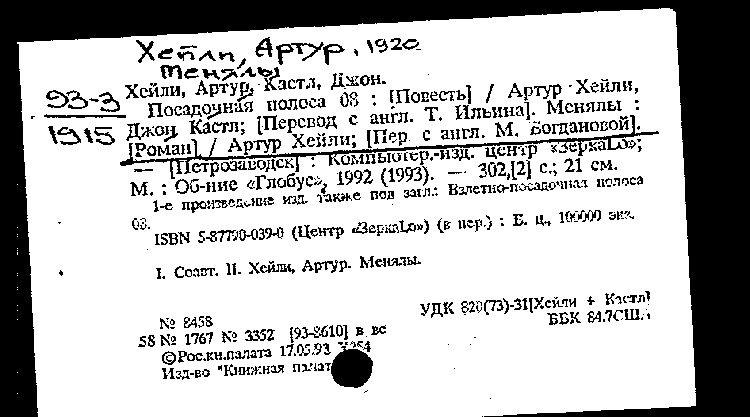 Хейли, Артур, 1920
Менялы
93-3
1915
Хейли, Артур, Кастл, Джон.
Посадочная полоса 08 : [Повесть] / Артур Хейли,
Джон Кастл; [Перевод с англ. Т. Ильина]. Менялы :
[Роман] / Артур Хейли; [Пер. с англ. М. Богдановой].
— [Петрозаводск] : Компьютер.-изд. центр «ЗеркаLо»;
М. : Об-ние «Глобус», 1992 (1993). — 302,[2] с.; 21 см.
1-е произведение изд. также под загл.: Взлетно-посадочная полоса
08.
ISBN 5-87790-039-0 (Центр «ЗеркаLо») (в пер.) : Б. ц., 100000 экз.
I. Соавт. II. Хейли, Артур. Менялы.
УДК 820(73)-31[Хейли + Кастл]
ББК 84.7США
№ 8458
58 № 1767 № 3352 [93-8610] в вс
©Рос.кн.палата 17.05.93
Изд-во "Книжная палат